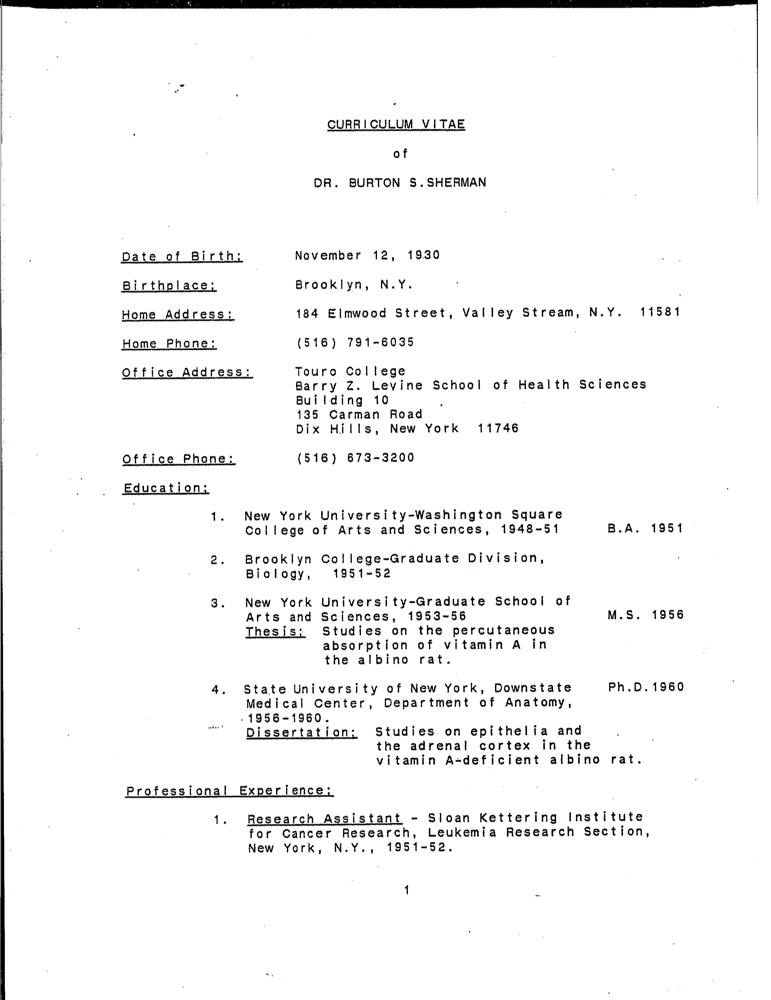 CURRICULUM VITAE
of
DR. BURTON S.SHERMAN
Date of Birth: November 12, 1930
Birthplace: Brooklyn, N.Y.
Home Address: 184 Elmwood Street, Valley Stream, N.Y. 11581
Home Phone: (516) 791-6035
Office Address: Touro College
Barry Z. Levine School of Health Sciences
Building 10
135 Carman Road
Dix Hills, New York 11746
Office Phone: (516) 673-3200
Education:
1. New York University-Washington Square
College of Arts and Sciences, 1948-51 B.A. 1951
2. Brooklyn College-Graduate Division,
Biology, 1951-52
3. New York University-Graduate School of
Arts and Sciences, 1953-56 M.S. 1956
Thesis: Studies on the percutaneous
absorption of vitamin A in
the albino rat.
4. State University of New York, Downstate Ph.D.1960
Medical Center, Department of Anatomy,
1956-1960.
Dissertation: Studies on epithelia and
the adrenal cortex in the
vitamin A-deficient albino rat.
Professional Experience:
1. Research Assistant - Sloan Kettering Institute
for Cancer Research, Leukemia Research Section,
New York, N.Y., 1951-52.
1